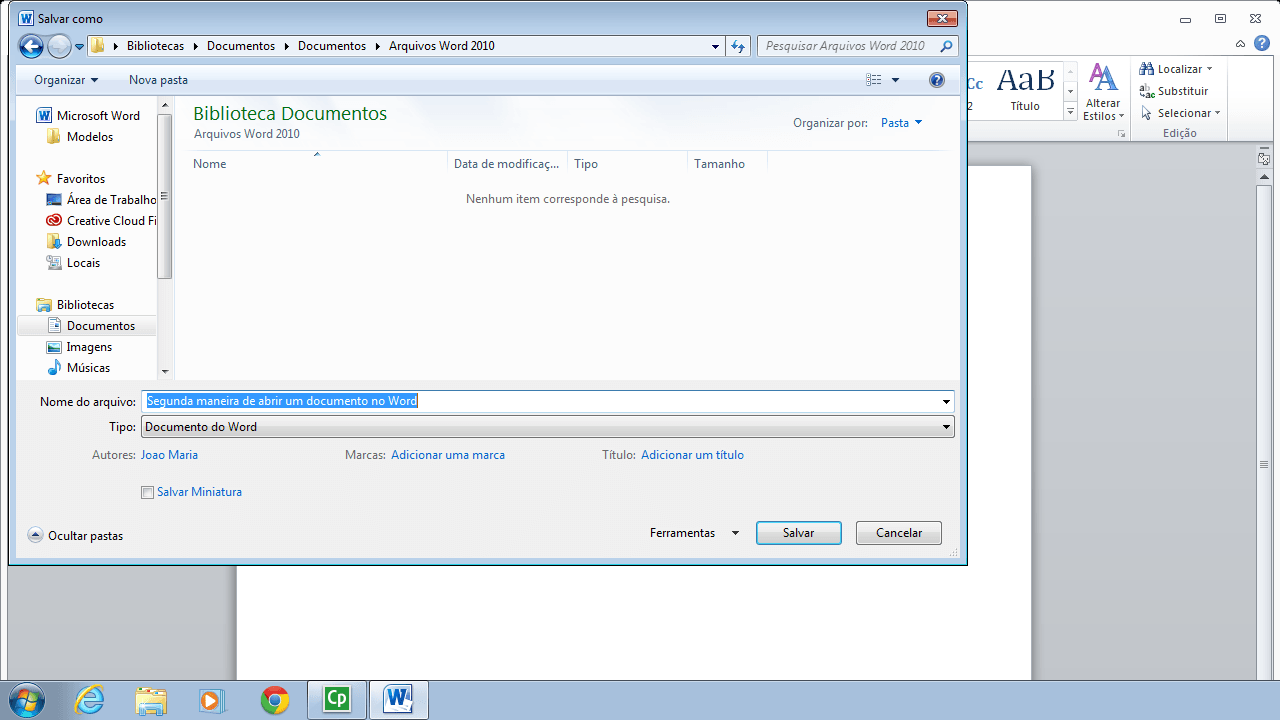 Salvar como
Bibliotecas Documentos Documentos Arquivos Word 2010
Pesquisar Arquivos Word 2010
Organizar Nova pasta
Microsoft Word
Modelos
Favoritos
Área de Trabalho
Creative Cloud Fi
Downloads
Locais
Bibliotecas
Documentos
Imagens
Músicas
Biblioteca Documentos
Arquivos Word 2010
Organizar por: Pasta
Nome Data de modificaç... Tipo Tamanho
Nenhum item corresponde à pesquisa.
Nome do arquivo: Segunda maneira de abrir um documento no Word
Tipo: Documento do Word
Autores: Joao Maria Marcas: Adicionar uma marca Título: Adicionar um título
Salvar Miniatura
Ocultar pastas Ferramentas Salvar Cancelar
Cc AaB
2 Título
Alterar
Estilos
Localizar
Substituir
Selecionar
Edição
Cp W